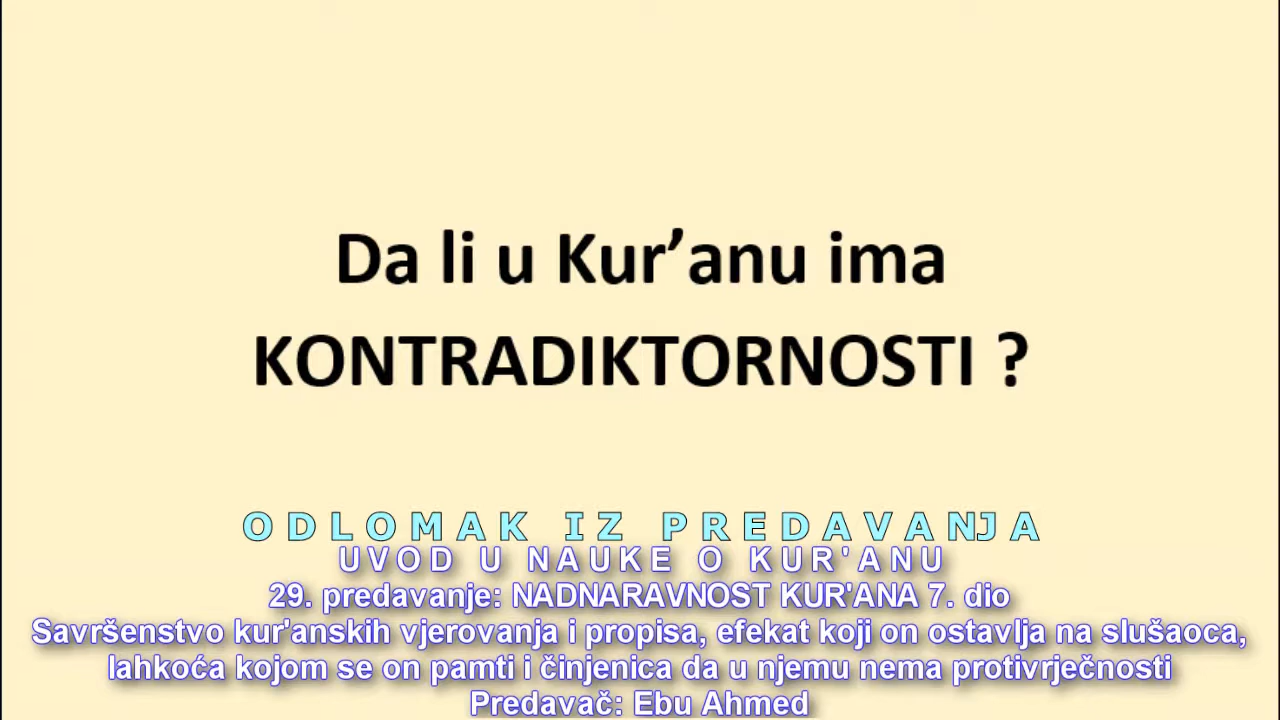 Da li u Kur’anu ima
KONTRADIKTORNOSTI ?
ODLOMAK IZ PREDAVANJA
UVOD U NAUKE O KUR'ANU
29. predavanje: NADNARAVNOST KUR'ANA 7. dio
Savršenstvo kur'anskih vjerovanja i propisa, efekat koji on ostavlja na slušaoca,
lahkoća kojom se on pamti i činjenica da u njemu nema protivrječnosti
Predavač: Ebu Ahmed